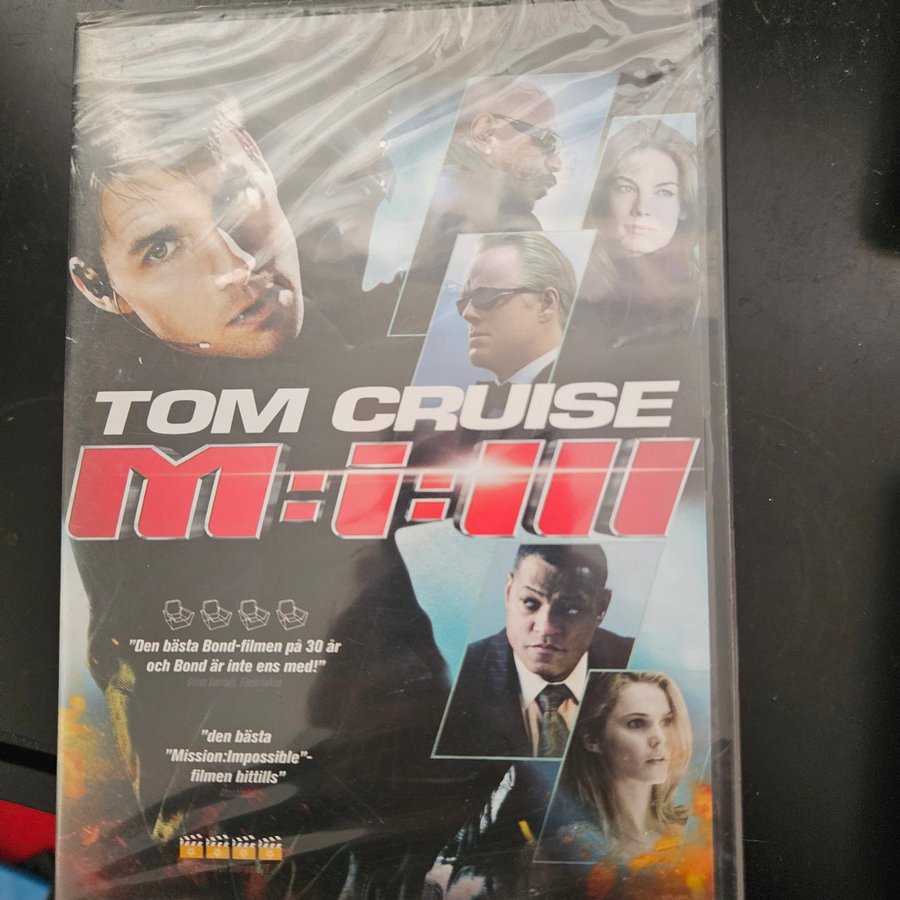 TOM CRUISE
M:i:III
"Den bästa Bond-filmen på 30 år
och Bond är inte ens med!"
"den bästa
"Mission:Impossible"-
filmen hittills"